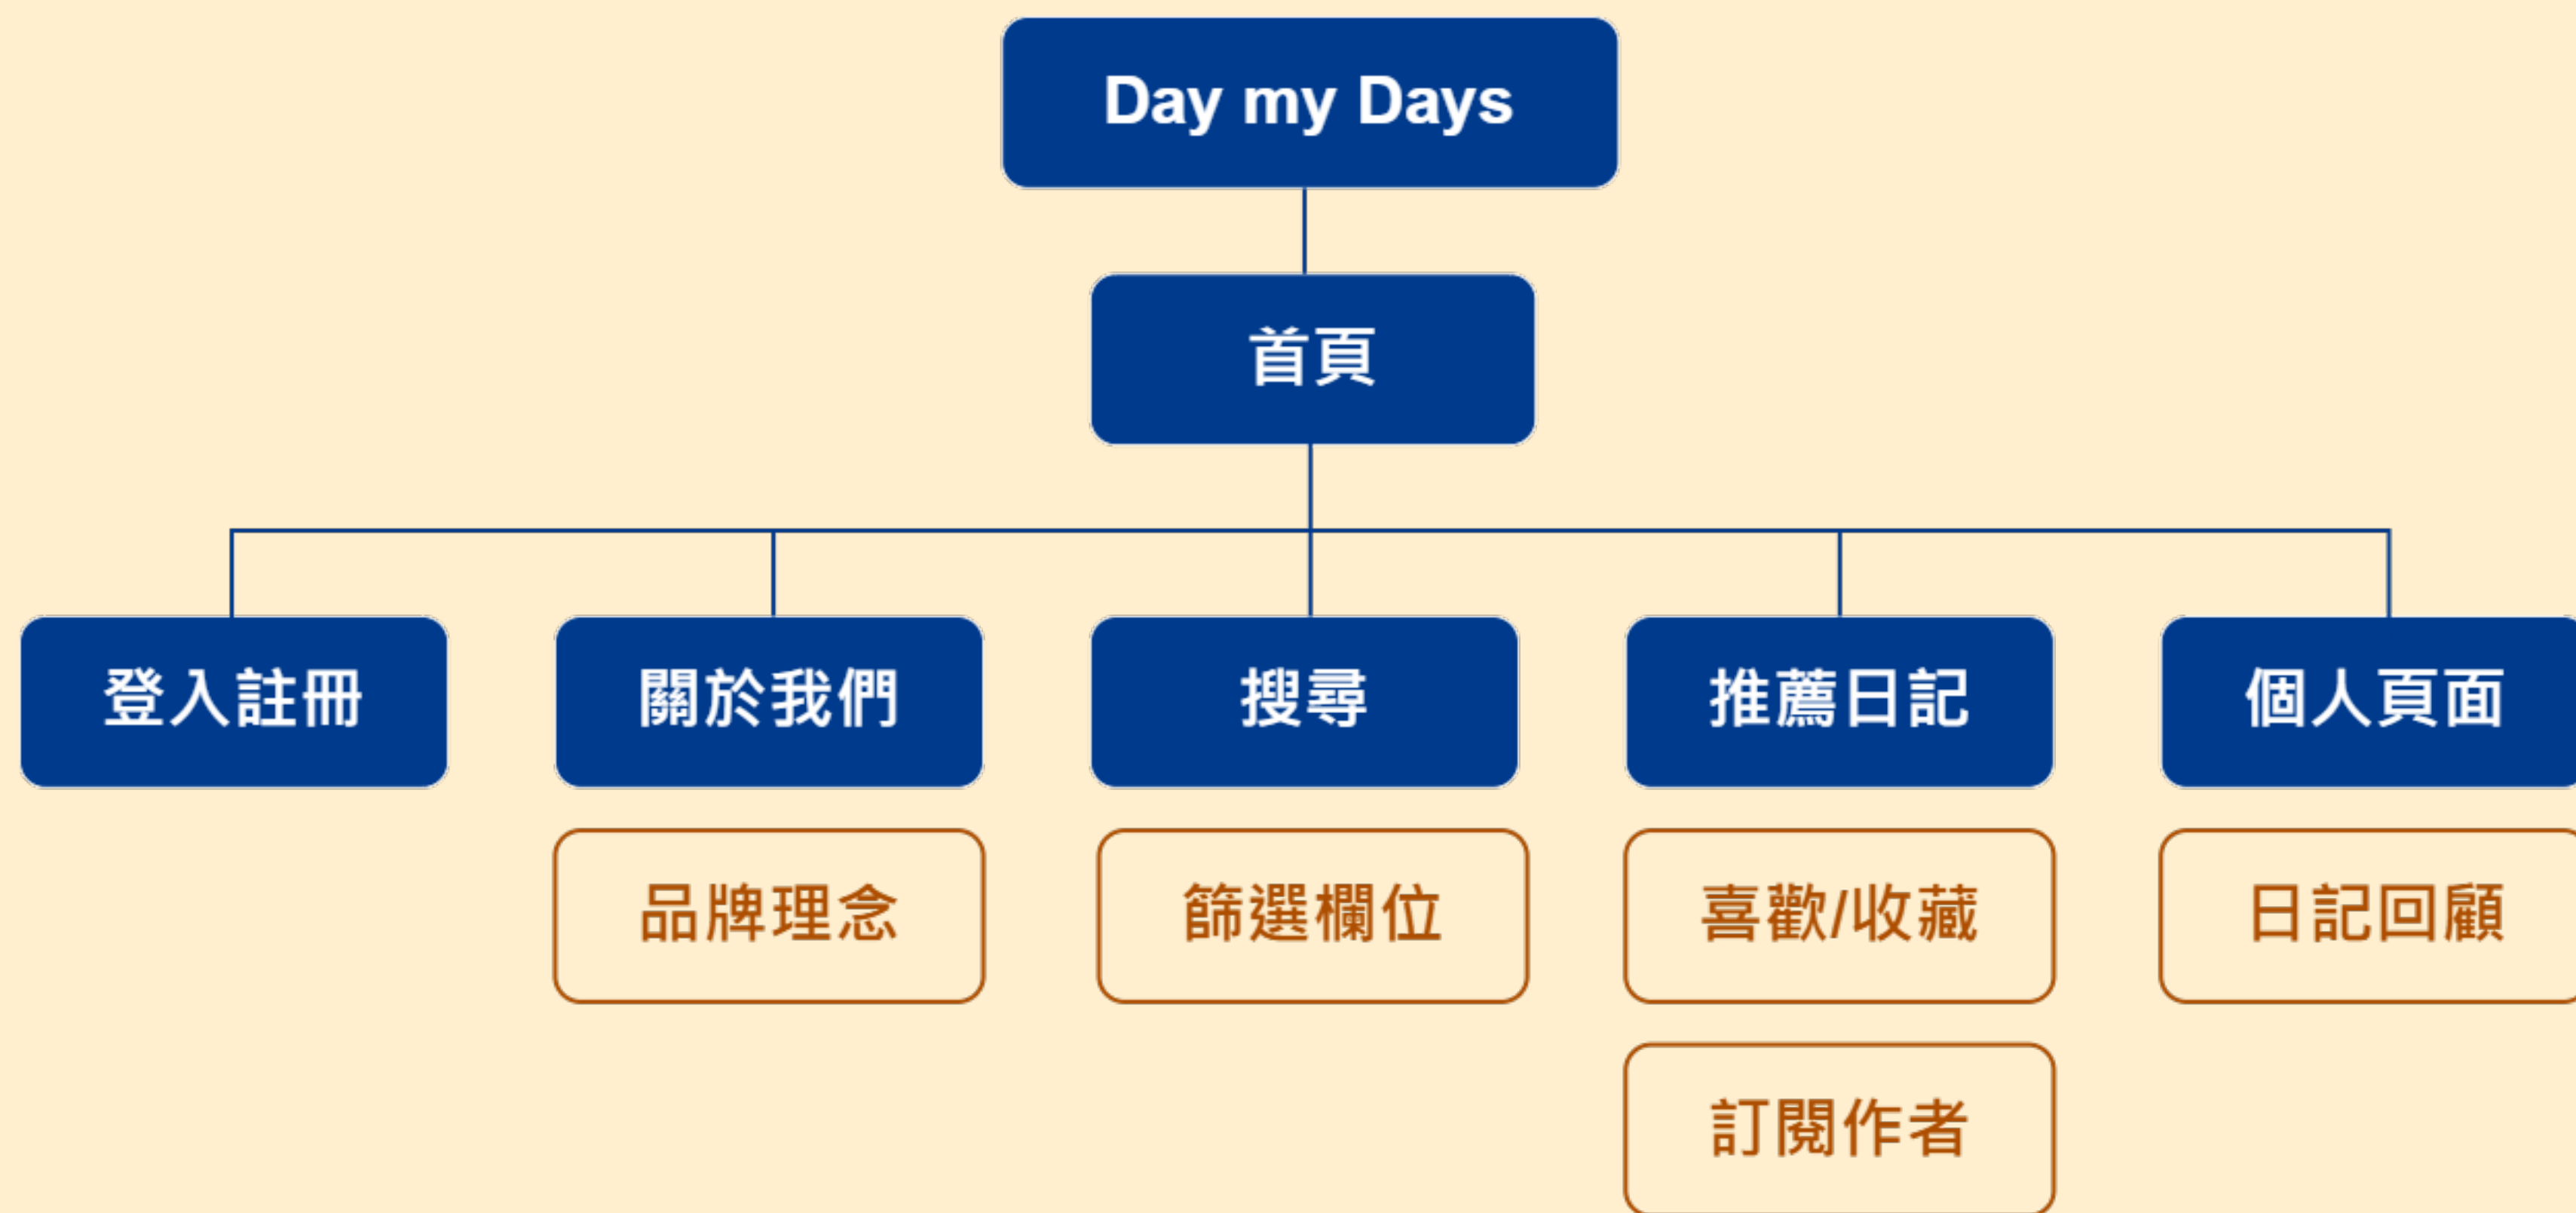 Day my Days
首頁
登入註冊
關於我們
搜尋
推薦日記
個人頁面
品牌理念
篩選欄位
喜歡/收藏
日記回顧
訂閱作者